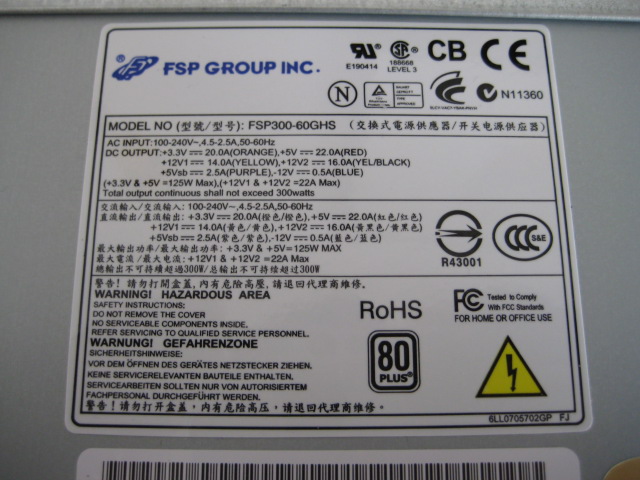 FSP GROUP INC.
E190414
188668
LEVEL 3
CB CE
N
N11360
MODEL NO (型號/型号): FSP300-60GHS (交換式電源供應器/开关电源供应器)
AC INPUT:100-240V~,4.5-2.5A,50-60Hz
DC OUTPUT:+3.3V ⎓ 20.0A(ORANGE),+5V ⎓ 22.0A(RED)
+12V1 ⎓ 14.0A(YELLOW),+12V2 ⎓ 16.0A(YEL/BLACK)
+5Vsb ⎓ 2.5A(PURPLE),-12V ⎓ 0.5A(BLUE)
(+3.3V & +5V =125W Max),(+12V1 & +12V2 =22A Max)
Total output continuous shall not exceed 300watts
交流輸入/交流输入: 100-240V~,4.5-2.5A,50-60Hz
直流輸出/直流输出: +3.3V ⎓ 20.0A(橙色/橙色),+5V ⎓ 22.0A(紅色/红色)
+12V1 ⎓ 14.0A(黃色/黄色),+12V2 ⎓ 16.0A(黃黑色/黄黑色)
+5Vsb ⎓ 2.5A(紫色/紫色),-12V ⎓ 0.5A(藍色/蓝色)
最大輸出功率/最大输出功率: +3.3V & +5V =125W MAX
最大電流/最大电流: +12V1 & +12V2 =22A Max
總輸出不可持續超過300W/总输出不可持续超过300W
R43001
S&E
警告! 請勿打開盒蓋,內有危險高壓,請退回代理商維修.
WARNING! HAZARDOUS AREA
SAFETY INSTRUCTIONS:
DO NOT REMOVE THE COVER
NO SERVICEABLE COMPONENTS INSIDE.
REFER SERVICING TO QUALIFIED SERVICE PERSONNEL.
WARNUNG! GEFAHRENZONE
SICHERHEITSHINWEISE:
VOR DEM ÖFFNEN DES GERÄTES NETZSTECKER ZIEHEN.
KEINE SERVICERELEVANTEN BAUTEILE ENTHALTEN.
SERVICEARBEITEN SOLLTEN NUR VON AUTORISIERTEM
FACHPERSONAL DURCHGEFÜHRT WERDEN.
警告!请勿打开盒盖,内有危险高压,请退回代理商维修.
RoHS
80
PLUS
FC Tested to Comply
With FCC Standards
FOR HOME OR OFFICE USE
6LL0705702GP FJ